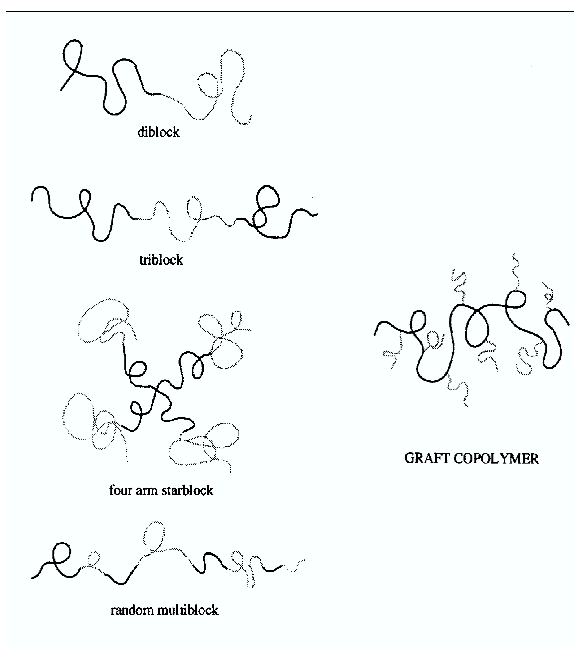 diblock
triblock
four arm starblock
random multiblock
GRAFT COPOLYMER